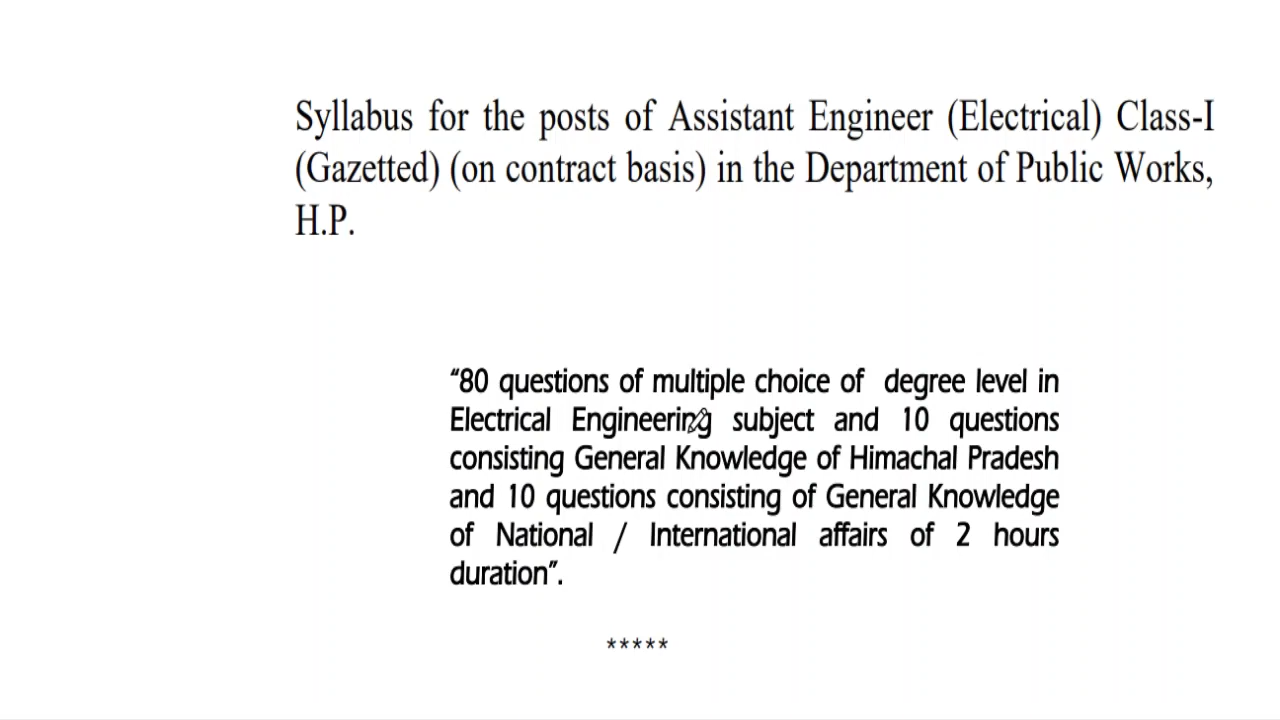 Syllabus for the posts of Assistant Engineer (Electrical) Class-I
(Gazetted) (on contract basis) in the Department of Public Works,
H.P.
“80 questions of multiple choice of degree level in
Electrical Engineering subject and 10 questions
consisting General Knowledge of Himachal Pradesh
and 10 questions consisting of General Knowledge
of National / International affairs of 2 hours
duration”.
*****